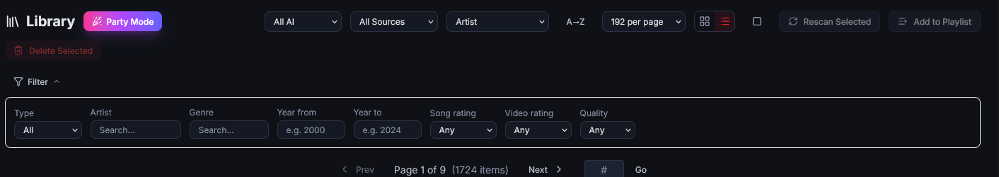 Library Party Mode All AI All Sources Artist A→Z 192 per page Rescan Selected Add to Playlist
Delete Selected
Filter
Type Artist Genre Year from Year to Song rating Video rating Quality
All Search... Search... e.g. 2000 e.g. 2024 Any Any Any
Prev Page 1 of 9 (1724 items) Next # Go